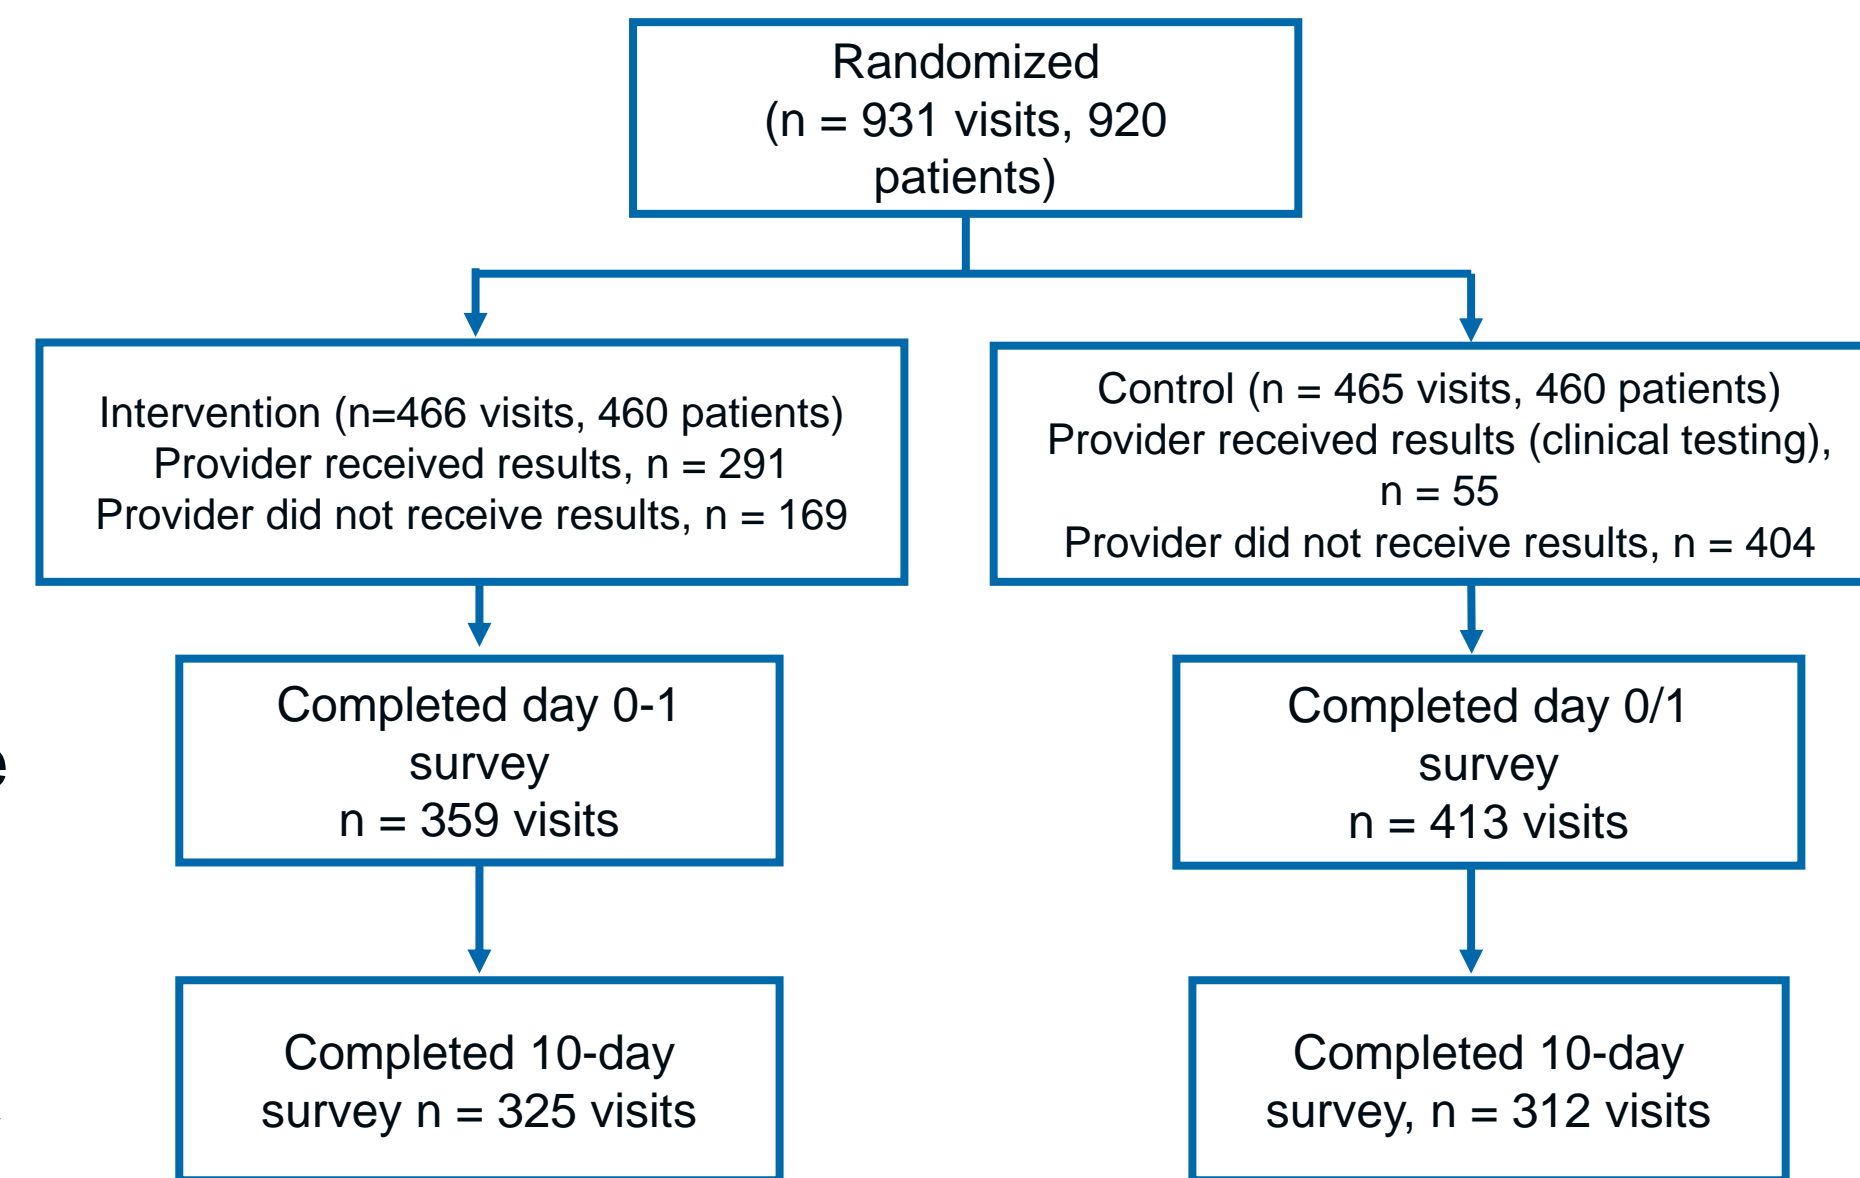 Randomized
(n = 931 visits, 920
patients)
Intervention (n=466 visits, 460 patients)
Provider received results, n = 291
Provider did not receive results, n = 169
Control (n = 465 visits, 460 patients)
Provider received results (clinical testing),
n = 55
Provider did not receive results, n = 404
Completed day 0-1
survey
n = 359 visits
Completed day 0/1
survey
n = 413 visits
e
Completed 10-day
survey n = 325 visits
Completed 10-day
survey, n = 312 visits